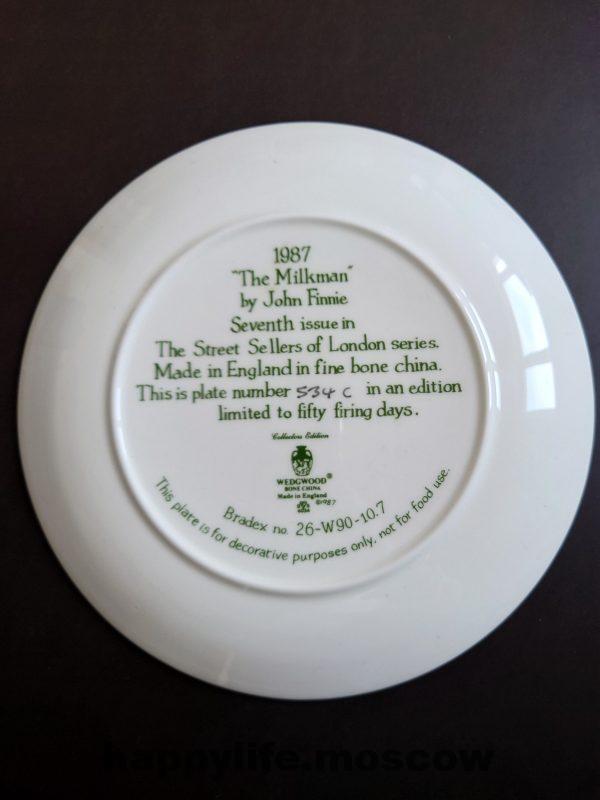 1987
"The Milkman"
by John Finnie
Seventh issue in
The Street Sellers of London series.
Made in England in fine bone china.
This is plate number 534 C in an edition
limited to fifty firing days.
Collectors Edition
WEDGWOOD®
BONE CHINA
Made in England
©1987
Bradex no. 26-W90-10.7
This plate is for decorative purposes only, not for food use.
happylife.moscow